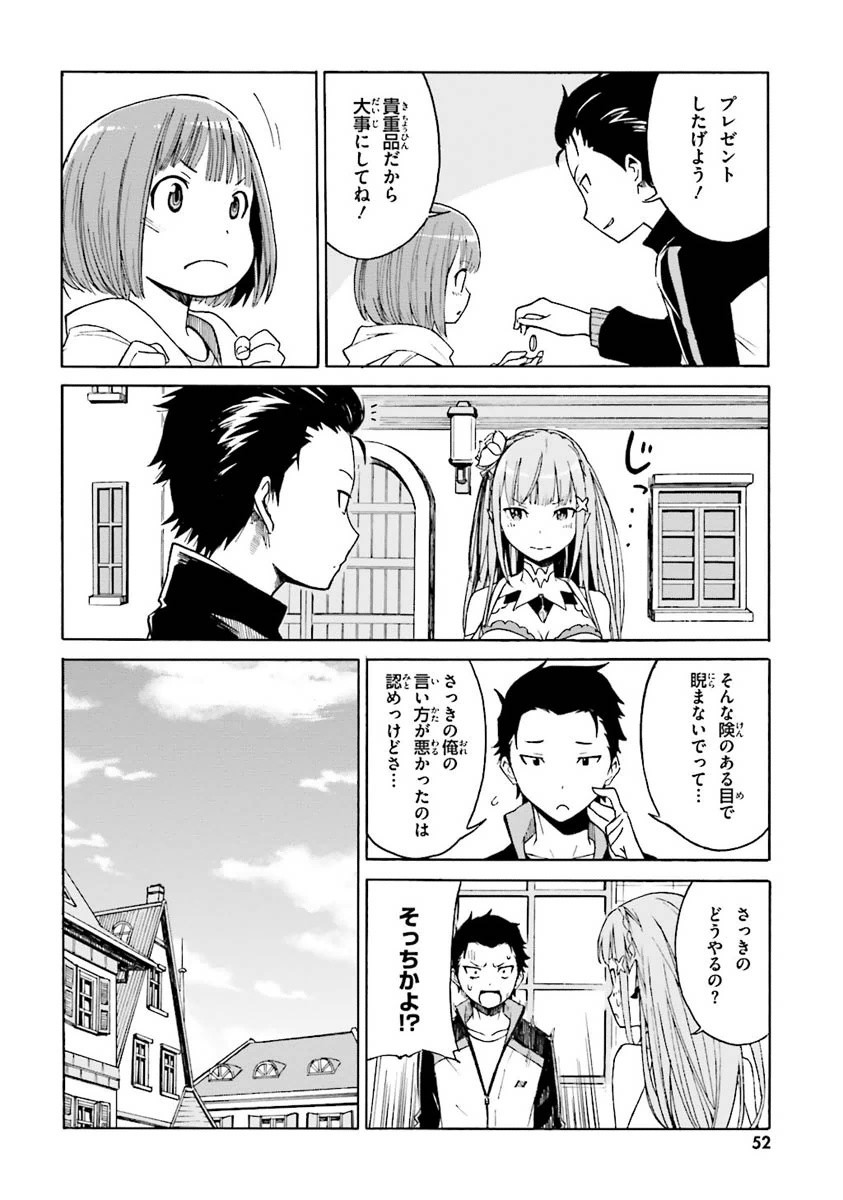 プレゼント
したげよう！
貴重品だから
大事にしてね！
じーっ
そんな険のある目で
睨まないでって…
さっきの俺の
言い方が悪かったのは
認めっけどさ…
さっきの
どうやるの？
そっちかよ!?
52